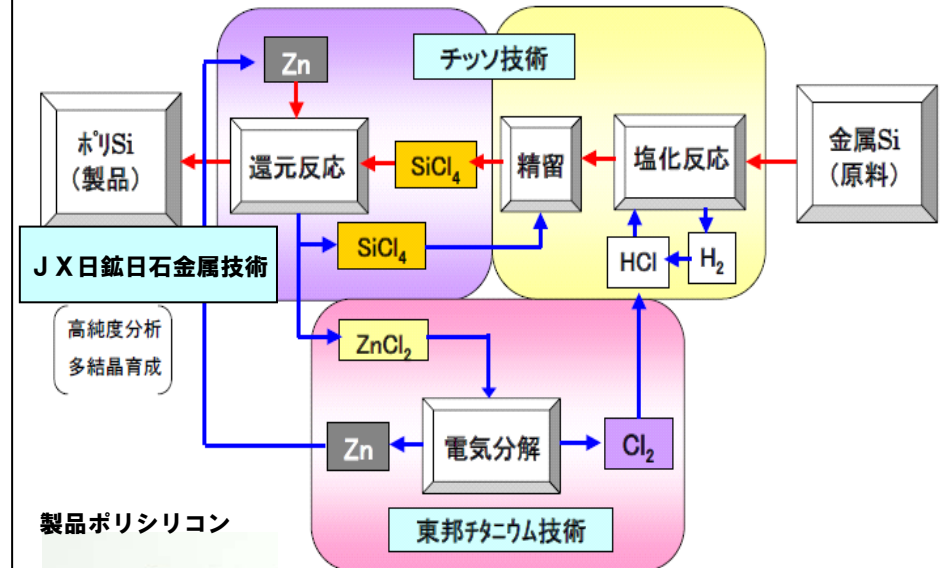 Zn
チッソ技術
ポリSi
(製品)
還元反応
SiCl₄
精留
塩化反応
金属Si
(原料)
JX日鉱日石金属技術
SiCl₄
HCl
H₂
高純度分析
多結晶育成
ZnCl₂
Zn
電気分解
Cl₂
製品ポリシリコン
東邦チタニウム技術